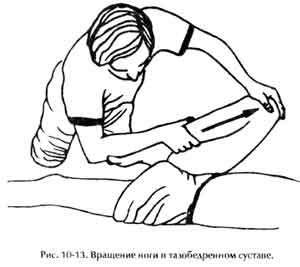 Рис. 10-13. Вращение ноги в тазобедренном суставе.